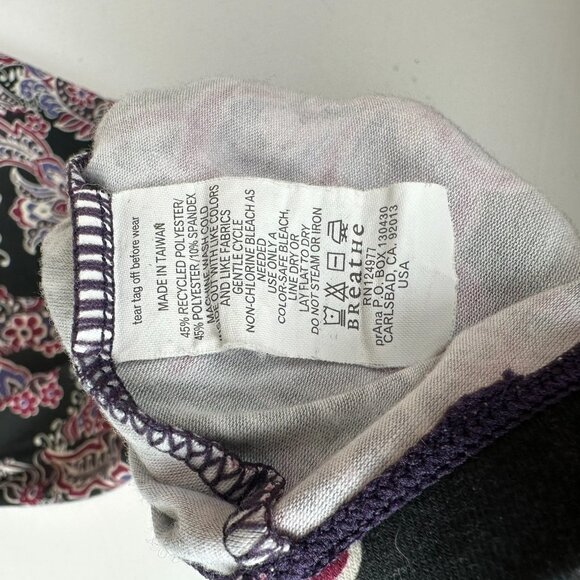 tear tag off before wear
MADE IN TAIWAN
45% RECYCLED POLYESTER/
45% POLYESTER /10% SPANDEX
MACHINE WASH COLD
INSIDE OUT WITH LIKE COLORS
AND LIKE FABRICS
GENTLE CYCLE
NON-CHLORINE BLEACH AS
NEEDED
USE ONLY A
COLOR-SAFE BLEACH,
LINE DRY OR
LAY FLAT TO DRY
DO NOT STEAM OR IRON
BReatHe
RN124977
prAna P.O. BOX 130430
CARLSBAD, CA. 92013
USA